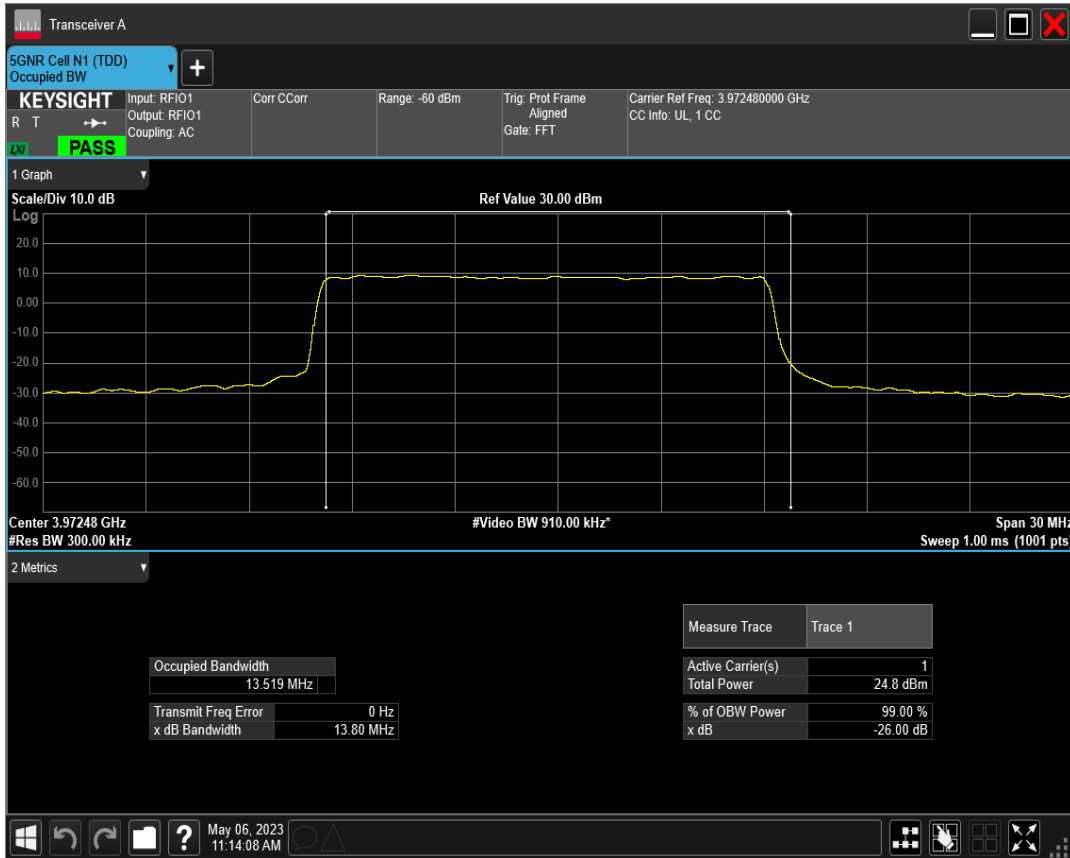 Transceiver A
5GNR Cell N1 (TDD)
Occupied BW
+
KEYSIGHT
R T
LXI
PASS
Input: RFIO1
Output: RFIO1
Coupling: AC
Corr CCorr
Range: -60 dBm
Trig: Prot Frame
Aligned
Gate: FFT
Carrier Ref Freq: 3.972480000 GHz
CC Info: UL, 1 CC
1 Graph
Scale/Div 10.0 dB
Ref Value 30.00 dBm
Log
20.0
10.0
0.00
-10.0
-20.0
-30.0
-40.0
-50.0
-60.0
Center 3.97248 GHz
#Video BW 910.00 kHz*
Span 30 MHz
#Res BW 300.00 kHz
Sweep 1.00 ms (1001 pts)
2 Metrics
Measure Trace Trace 1
Occupied Bandwidth
13.519 MHz
Transmit Freq Error 0 Hz
x dB Bandwidth 13.80 MHz
Active Carrier(s) 1
Total Power 24.8 dBm
% of OBW Power 99.00 %
x dB -26.00 dB
?
May 06, 2023
11:14:08 AM